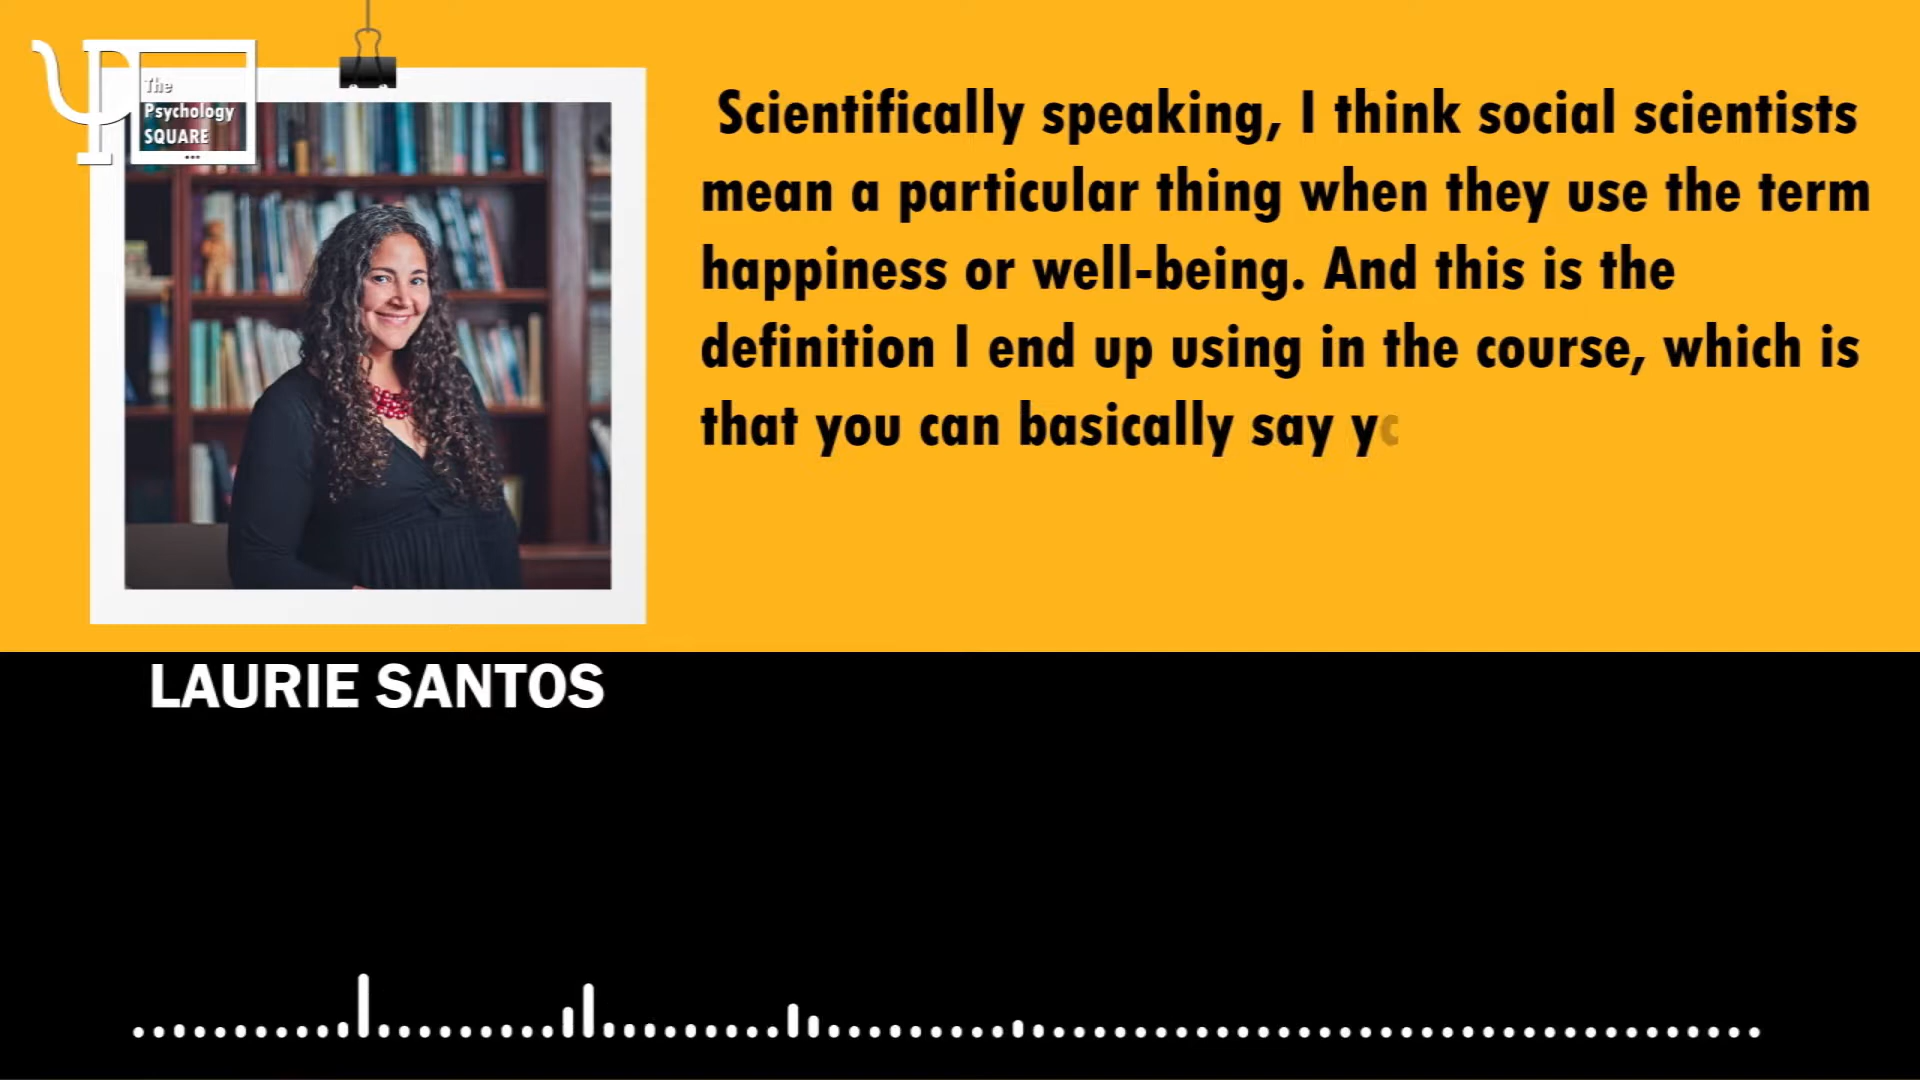 The
Psychology
SQUARE
Scientifically speaking, I think social scientists
mean a particular thing when they use the term
happiness or well-being. And this is the
definition I end up using in the course, which is
that you can basically say
LAURIE SANTOS